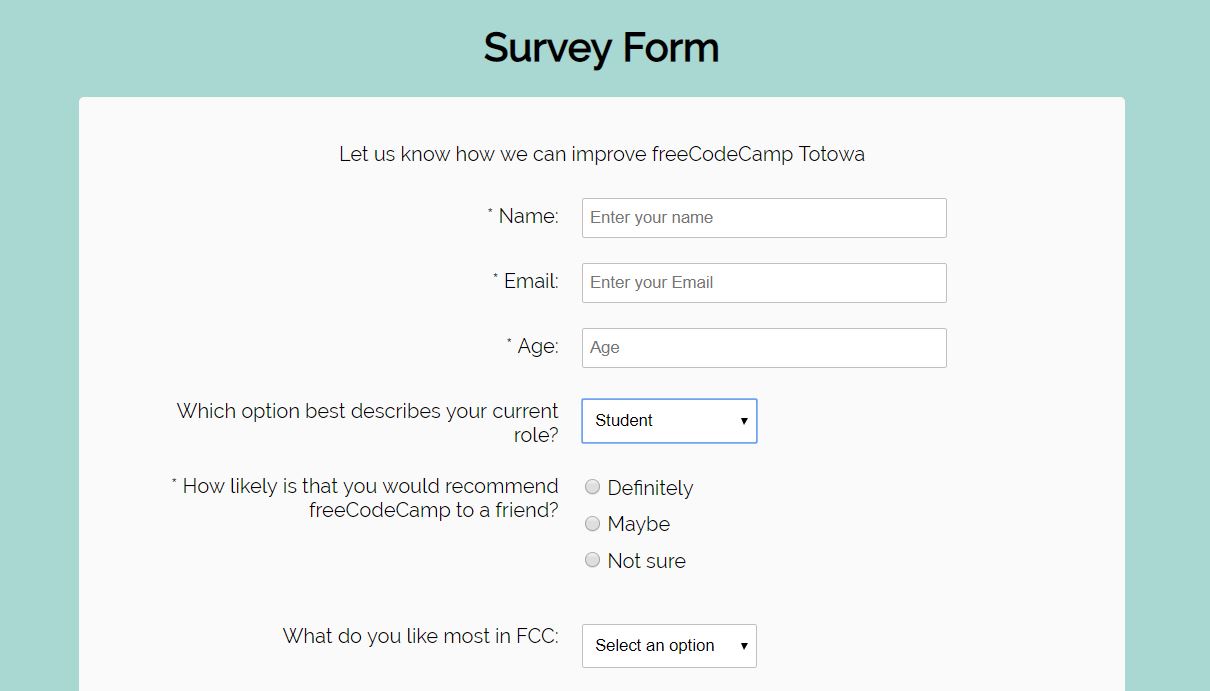 Survey Form
Let us know how we can improve freeCodeCamp Totowa
* Name:
Enter your name
* Email:
Enter your Email
* Age:
Age
Which option best describes your current
role?
Student
* How likely is that you would recommend
freeCodeCamp to a friend?
Definitely
Maybe
Not sure
What do you like most in FCC:
Select an option